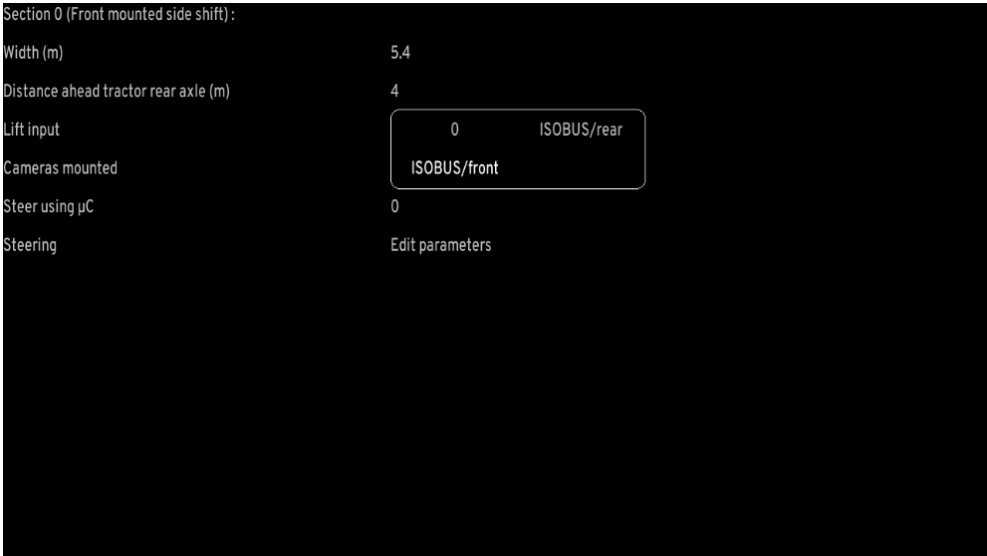 Section 0 (Front mounted side shift) :
Width (m) 5.4
Distance ahead tractor rear axle (m) 4
Lift input 0 ISOBUS/rear
Cameras mounted ISOBUS/front
Steer using µC 0
Steering Edit parameters